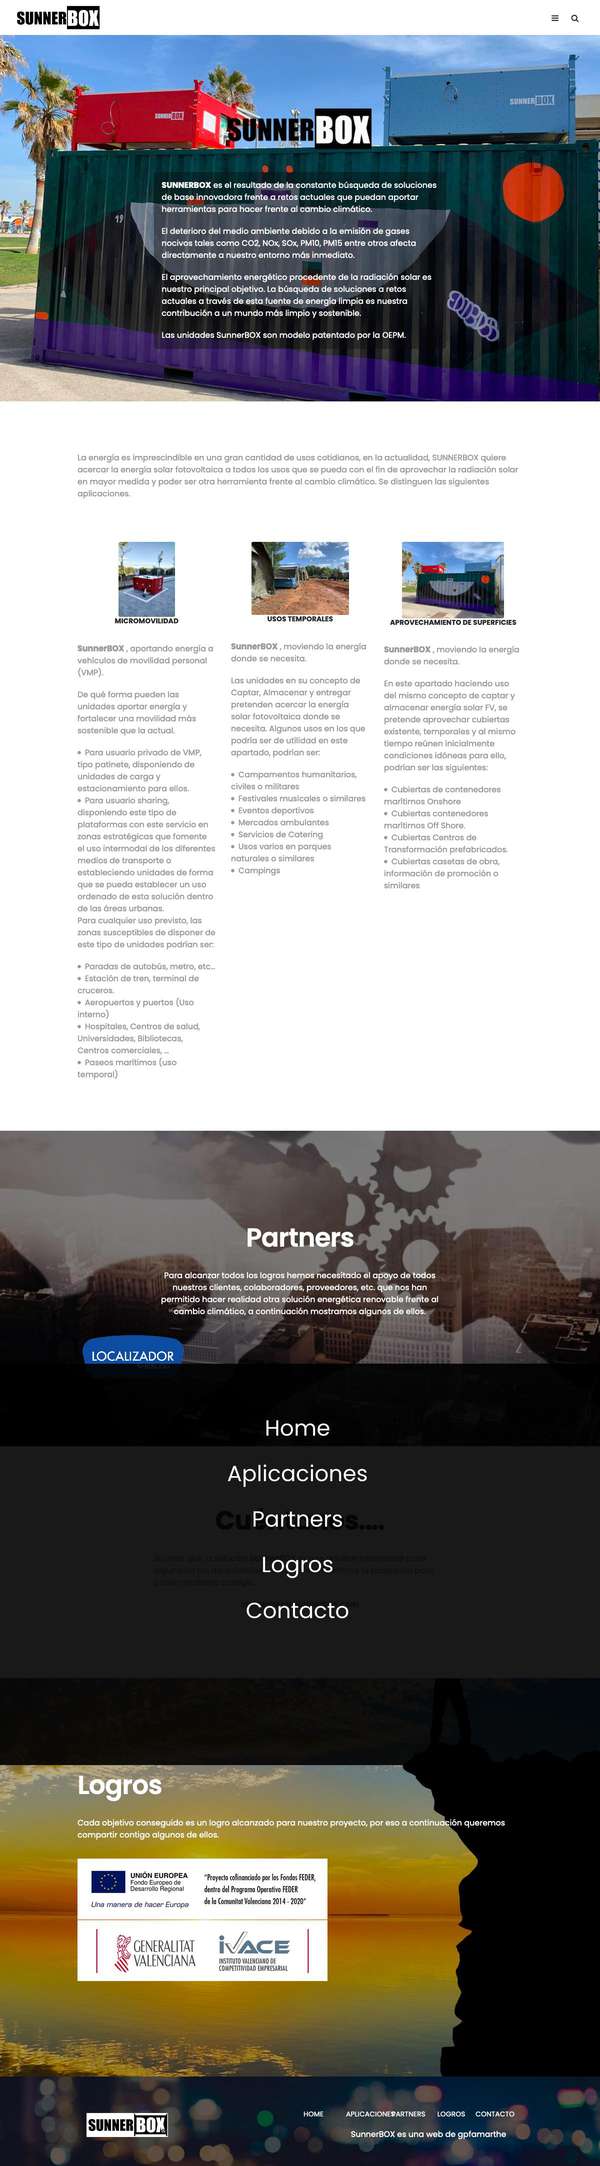 SUNNERBOX
SUNNERBOX
SUNNERBOX
SUNNERBOX
SUNNERBOX es el resultado de la constante búsqueda de soluciones
de base innovadora frente a retos actuales que puedan aportar
herramientos para hacer frente al cambio climático.
El deterioro del medio ambiente debido a la emisión de gases
nocivos tales como CO2, NOx, SOx, PM10, PM15 entre otros afecta
directamente a nuestro entorno más inmediato.
El aprovechamiento energético procedente de la radiación solar es
nuestro principal objetivo. La búsqueda de soluciones a retos
actuales a través de esta fuente de energía limpia es nuestra
contribución a un mundo más limpio y sostenible.
Las unidades SunnerBOX son modelo patentado por la OEPM.
La energía es imprescindible en una gran cantidad de usos cotidianos, en la actualidad, SUNNERBOX quiere
acercar la energía solar fotovoltaica a todos los usos que se pueda con el fin de aprovechar la radiación solar
en mayor medida y poder ser otra herramienta frente al cambio climático. Se distinguen las siguientes
aplicaciones.
MICROMOVILIDAD
SunnerBOX , aportando energía a
vehículos de movilidad personal
(VMP).
De qué forma pueden las
unidades aportar energía y
fortalecer una movilidad más
sostenible que la actual.
• Para usuario privado de VMP,
tipo patinete, disponiendo de
unidades de carga y
estacionamiento para ellos.
• Para usuario sharing,
disponiendo este tipo de
plataformas con este servicio en
zonas estratégicas que fomente
el uso intermodal de los diferentes
medios de transporte o
estableciendo unidades de forma
que se pueda establecer un uso
ordenado de esta solución dentro
de las áreas urbanas.
Para cualquier uso previsto, las
zonas susceptibles de disponer de
este tipo de unidades podrían ser:
• Paradas de autobús, metro, etc...
• Estación de tren, terminal de
cruceros.
• Aeropuertos y puertos (Uso
interno)
• Hospitales, Centros de salud,
Universidades, Bibliotecas,
Centros comerciales, ...
• Paseos marítimos (uso
temporal)
USOS TEMPORALES
SunnerBOX , moviendo la energía
donde se necesita.
Las unidades en su concepto de
Captar, Almacenar y entregar
pretenden acercar la energía
solar fotovoltaica donde se
necesita. Algunos usos en los que
podría ser de utilidad en este
apartado, podrían ser:
• Campamentos humanitarios,
civiles o militares
• Festivales musicales o similares
• Eventos deportivos
• Mercados ambulantes
• Servicios de Catering
• Usos varios en parques
naturales o similares
• Campings
APROVECHAMIENTO DE SUPERFICIES
SunnerBOX , moviendo la energía
donde se necesita.
En este apartado haciendo uso
del mismo concepto de captar y
almacenar energía solar FV, se
pretende aprovechar cubiertas
existente, temporales y al mismo
tiempo reúnen inicialmente
condiciones idóneas para ello,
podrían ser las siguientes:
• Cubiertas de contenedores
marítimos Onshore
• Cubiertas contenedores
marítimos Off Shore.
• Cubiertas Centros de
Transformación prefabricados.
• Cubiertas casetas de obra,
información de promoción o
similares
Partners
Para alcanzar todos los logros hemos necesitado el apoyo de todos
nuestros clientes, colaboradores, proveedores, etc. que nos han
permitido hacer realidad otra solución energética renovable frente al
cambio climático, a continuación mostramos algunos de ellos.
LOCALIZADOR
Home
Aplicaciones
Partners
Logros
Contacto
Logros
Cada objetivo conseguido es un logro alcanzado para nuestro proyecto, por eso a continuación queremos
compartir contigo algunos de ellos.
UNIÓN EUROPEA
Fondo Europeo de
Desarrollo Regional
Una manera de hacer Europa
"Proyecto cofinanciado por los Fondos FEDER,
dentro del Programa Operativo FEDER
de la Comunitat Valenciana 2014 - 2020"
GENERALITAT
VALENCIANA
iVACE
INSTITUTO VALENCIANO DE
COMPETITIVIDAD EMPRESARIAL
SUNNERBOX
HOME APLICACIONES PARTNERS LOGROS CONTACTO
SunnerBOX es una web de gpfamarthe